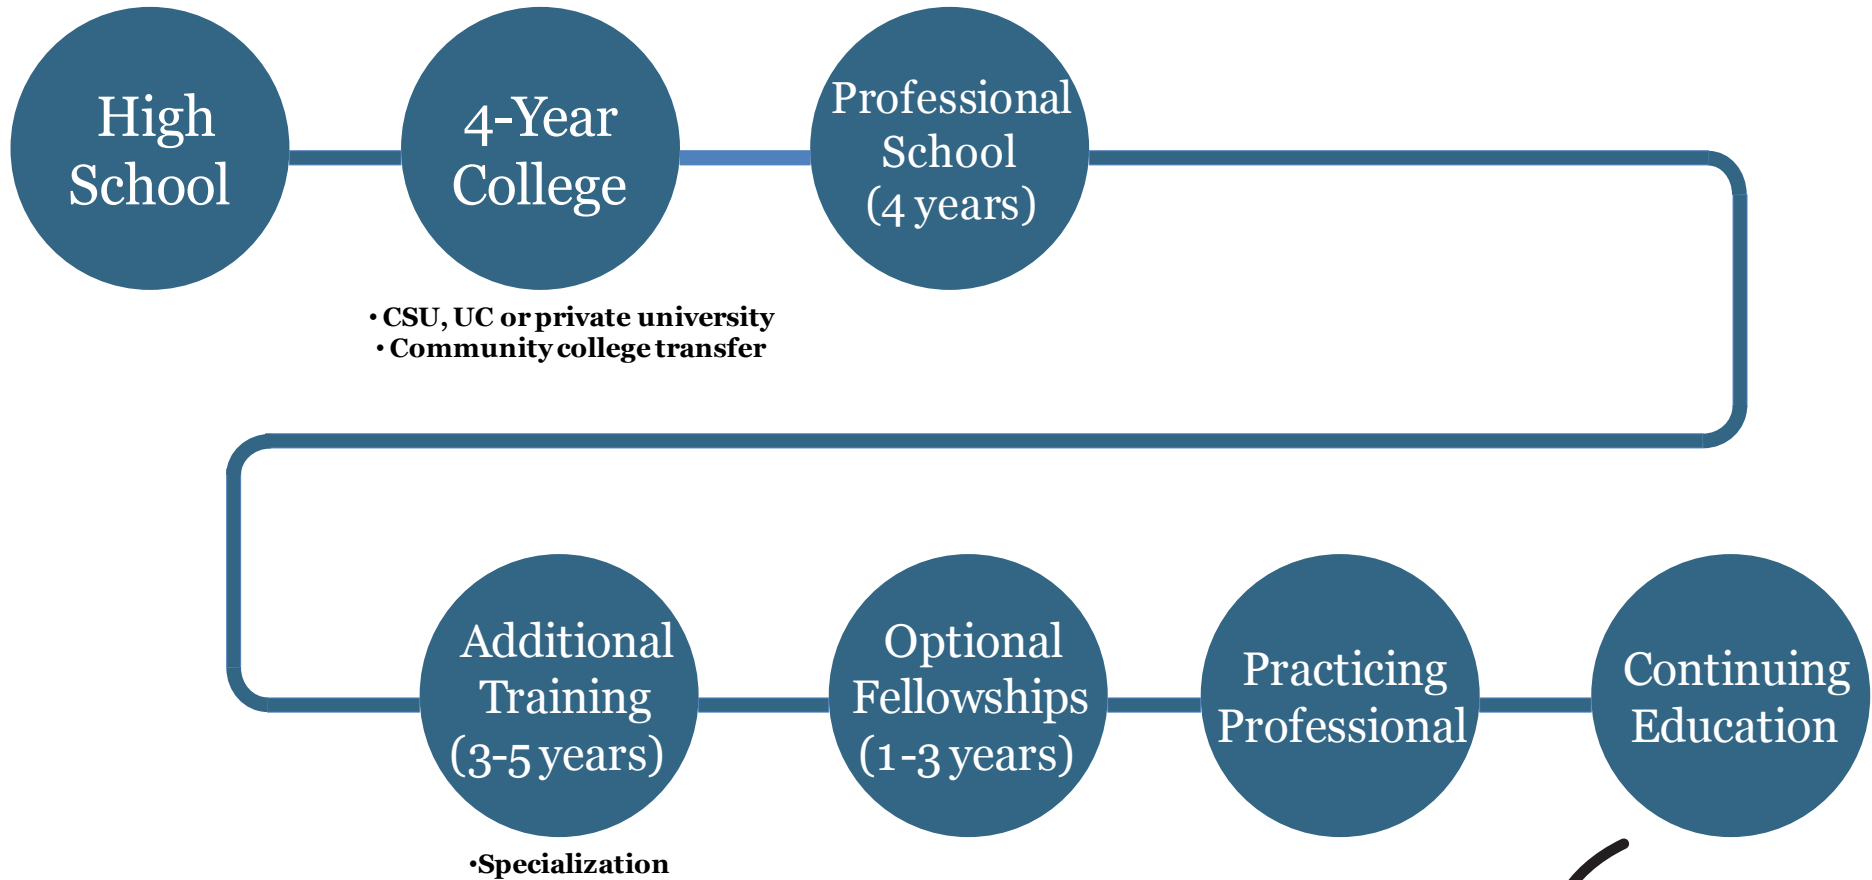 High
School
4-Year
College
Professional
School
(4 years)
• CSU, UC or private university
• Community college transfer
Additional
Training
(3-5 years)
Optional
Fellowships
(1-3 years)
Practicing
Professional
Continuing
Education
•Specialization